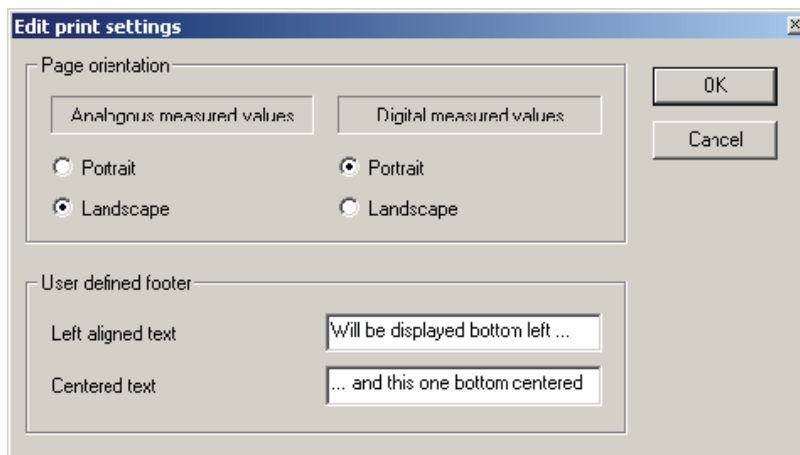 Edit print settings
Page orientation
Analogous measured values
Digital measured values
OK
Cancel
Portrait
Portrait
Landscape
Landscape
User defined footer
Left aligned text
Will be displayed bottom left ...
Centered text
... and this one bottom centered